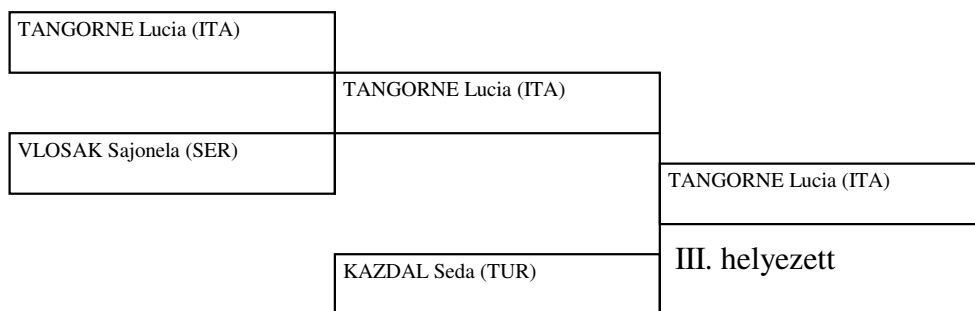 TANGORNE Lucia (ITA)
TANGORNE Lucia (ITA)
VLOSAK Sajonela (SER)
TANGORNE Lucia (ITA)
KAZDAL Seda (TUR)
III. helyezett